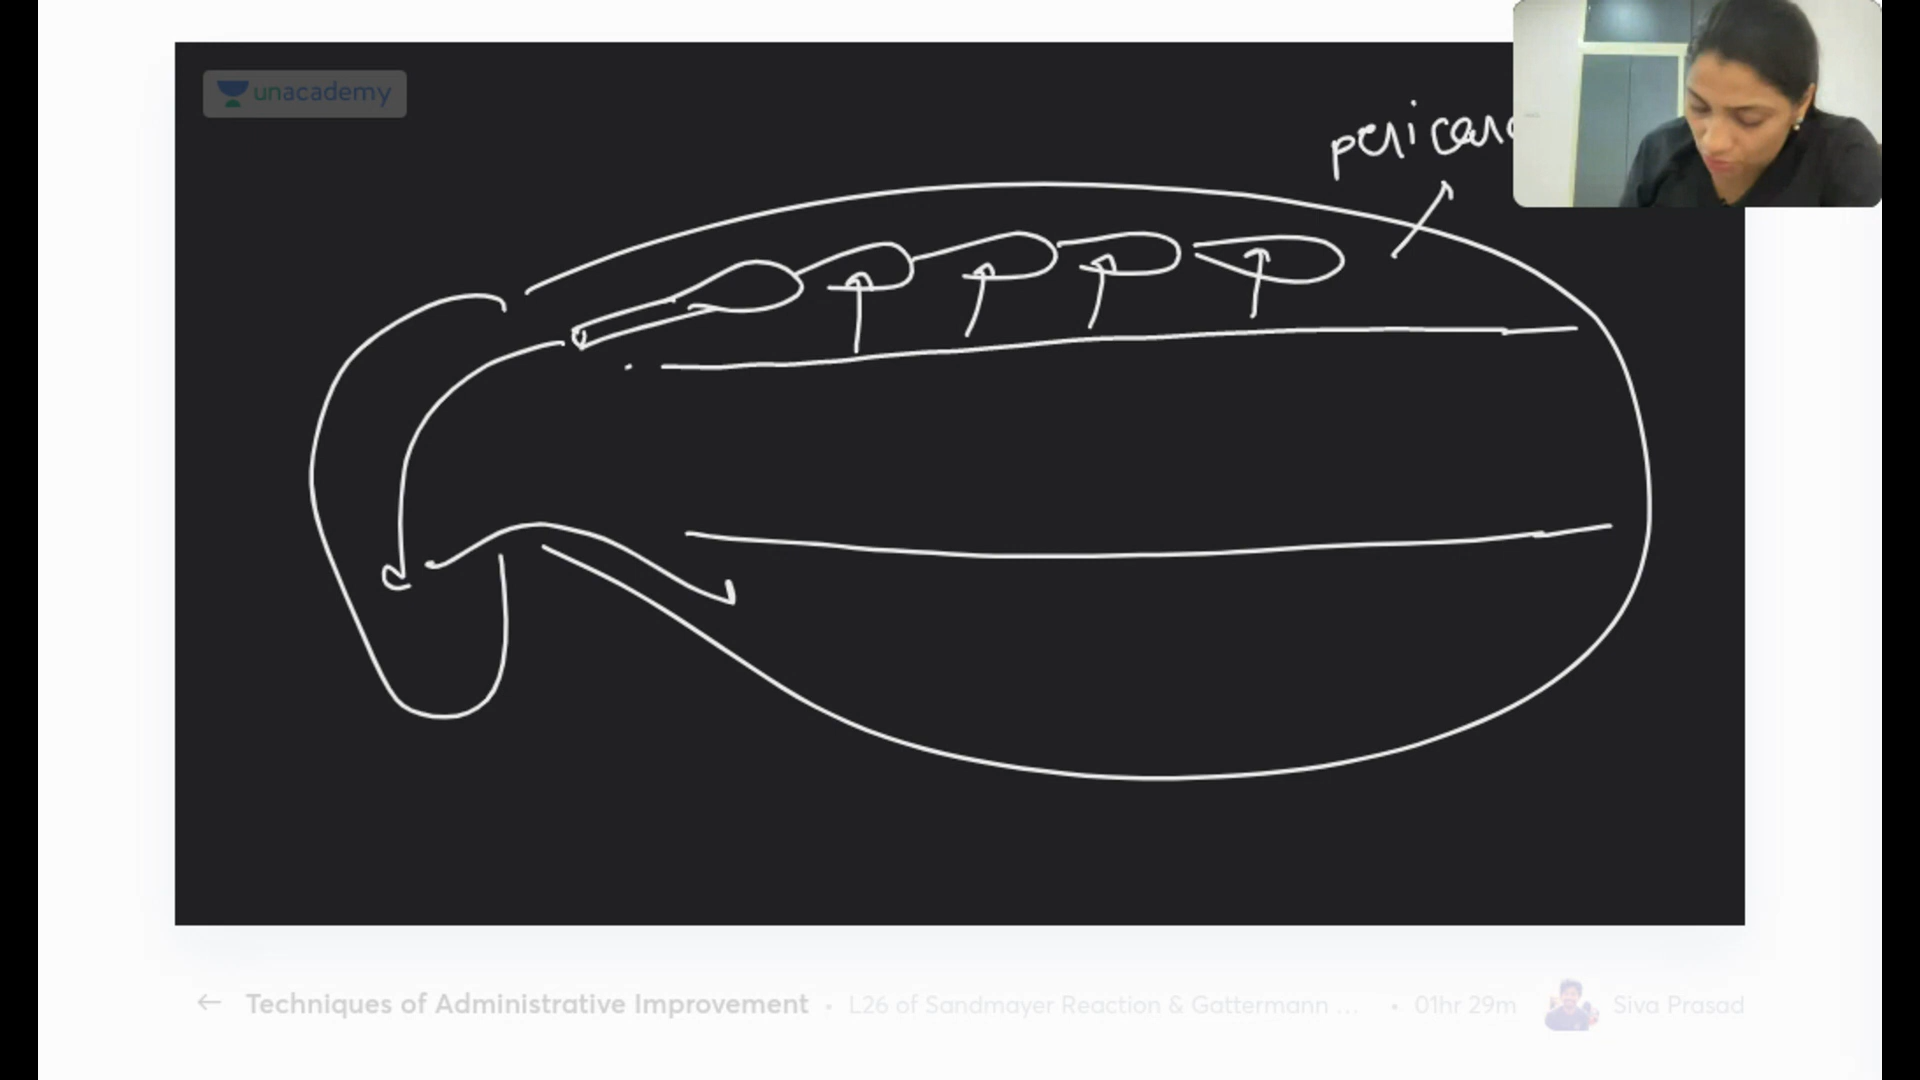 unacademy
pericar
← Techniques of Administrative Improvement • L26 of Sandmayer Reaction & Gattermann ... • 01hr 29m Siva Prasad